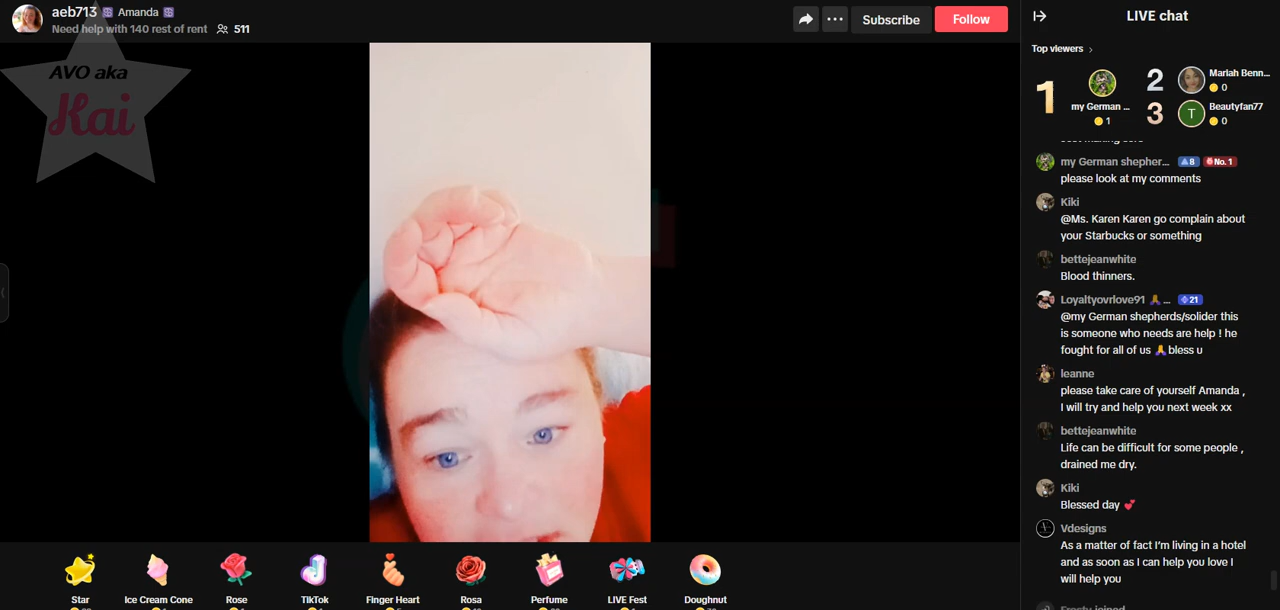 aeb713 Amanda
Need help with 140 rest of rent 511
Subscribe
Follow
AVO aka
Kai
LIVE chat
Top viewers
1
my German ...
1
2
Mariah Benn...
0
3
Beautyfan77
0
T
my German shepher... 8 No. 1
please look at my comments
Kiki
@Ms. Karen Karen go complain about
your Starbucks or something
bettejeanwhite
Blood thinners.
Loyaltyovrlove91 🙏 ... 21
@my German shepherds/solider this
is someone who needs are help ! he
fought for all of us 🙏 bless u
leanne
please take care of yourself Amanda ,
I will try and help you next week xx
bettejeanwhite
Life can be difficult for some people ,
drained me dry.
Kiki
Blessed day 💕
Vdesigns
As a matter of fact I'm living in a hotel
and as soon as I can help you love I
will help you
Star
Ice Cream Cone
Rose
TikTok
Finger Heart
Rosa
Perfume
LIVE Fest
Doughnut